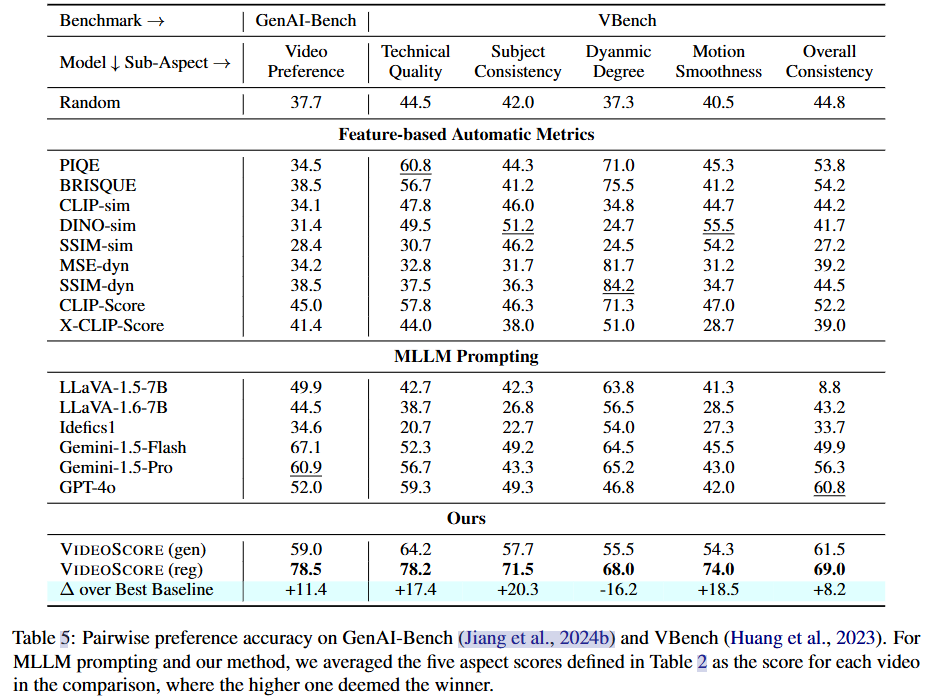 Benchmark → GenAI-Bench VBench
Model ↓ Sub-Aspect → Video Preference Technical Quality Subject Consistency Dyanmic Degree Motion Smoothness Overall Consistency
Random 37.7 44.5 42.0 37.3 40.5 44.8
Feature-based Automatic Metrics
PIQE 34.5 60.8 44.3 71.0 45.3 53.8
BRISQUE 38.5 56.7 41.2 75.5 41.2 54.2
CLIP-sim 34.1 47.8 46.0 34.8 44.7 44.2
DINO-sim 31.4 49.5 51.2 24.7 55.5 41.7
SSIM-sim 28.4 30.7 46.2 24.5 54.2 27.2
MSE-dyn 34.2 32.8 31.7 81.7 31.2 39.2
SSIM-dyn 38.5 37.5 36.3 84.2 34.7 44.5
CLIP-Score 45.0 57.8 46.3 71.3 47.0 52.2
X-CLIP-Score 41.4 44.0 38.0 51.0 28.7 39.0
MLLM Prompting
LLaVA-1.5-7B 49.9 42.7 42.3 63.8 41.3 8.8
LLaVA-1.6-7B 44.5 38.7 26.8 56.5 28.5 43.2
Idefics1 34.6 20.7 22.7 54.0 27.3 33.7
Gemini-1.5-Flash 67.1 52.3 49.2 64.5 45.5 49.9
Gemini-1.5-Pro 60.9 56.7 43.3 65.2 43.0 56.3
GPT-4o 52.0 59.3 49.3 46.8 42.0 60.8
Ours
VIDEOSCORE (gen) 59.0 64.2 57.7 55.5 54.3 61.5
VIDEOSCORE (reg) 78.5 78.2 71.5 68.0 74.0 69.0
Δ over Best Baseline +11.4 +17.4 +20.3 -16.2 +18.5 +8.2
Table 5: Pairwise preference accuracy on GenAI-Bench (Jiang et al., 2024b) and VBench (Huang et al., 2023). For
MLLM prompting and our method, we averaged the five aspect scores defined in Table 2 as the score for each video
in the comparison, where the higher one deemed the winner.